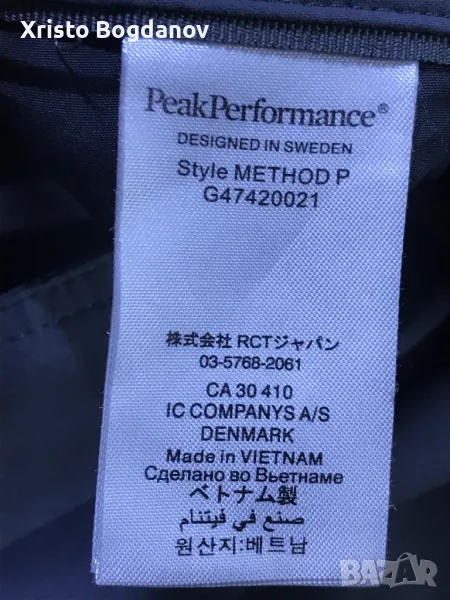 Xristo Bogdanov
PeakPerformance®
DESIGNED IN SWEDEN
Style METHOD P
G47420021
株式会社 RCTジャパン
03-5768-2061
CA 30 410
IC COMPANYS A/S
DENMARK
Made in VIETNAM
Сделано во Вьетнаме
ベトナム製
صنع في فيتنام
원산지:베트남
BAZAR